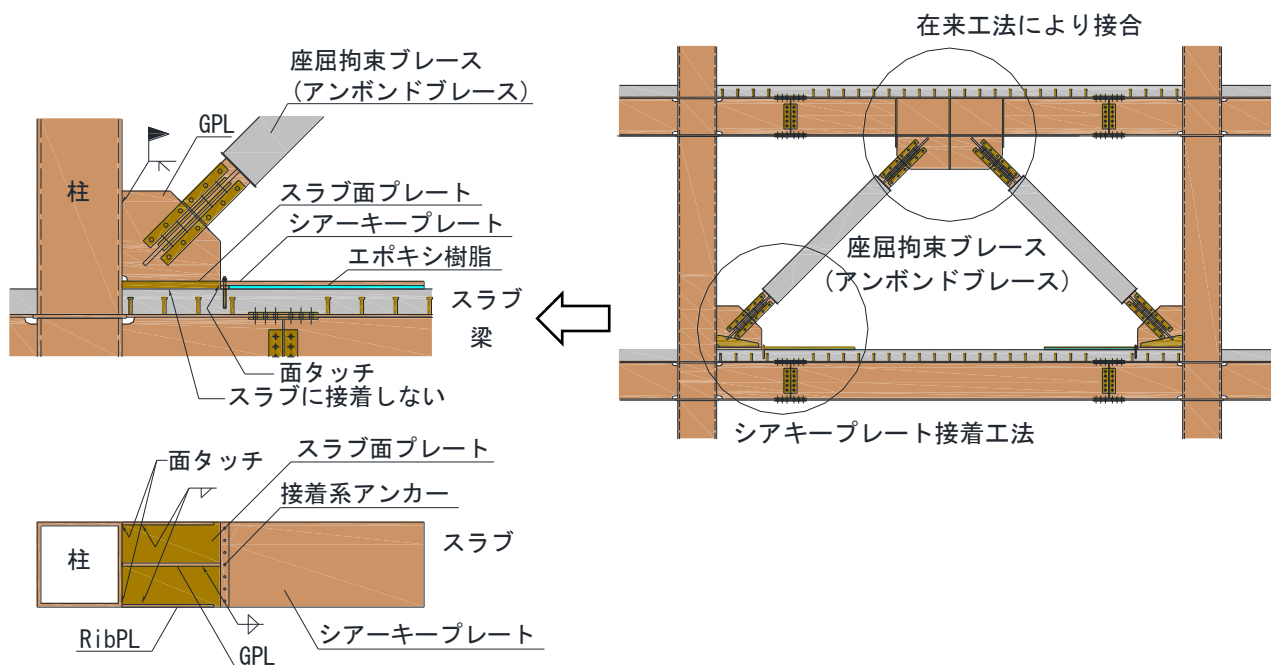 座屈拘束ブレース
(アンボンドブレース)
GPL
柱
スラブ面プレート
シアーキープレート
エポキシ樹脂
スラブ
梁
面タッチ
スラブに接着しない
在来工法により接合
座屈拘束ブレース
(アンボンドブレース)
シアキープレート接着工法
面タッチ
スラブ面プレート
接着系アンカー
柱
スラブ
RibPL
GPL
シアーキープレート